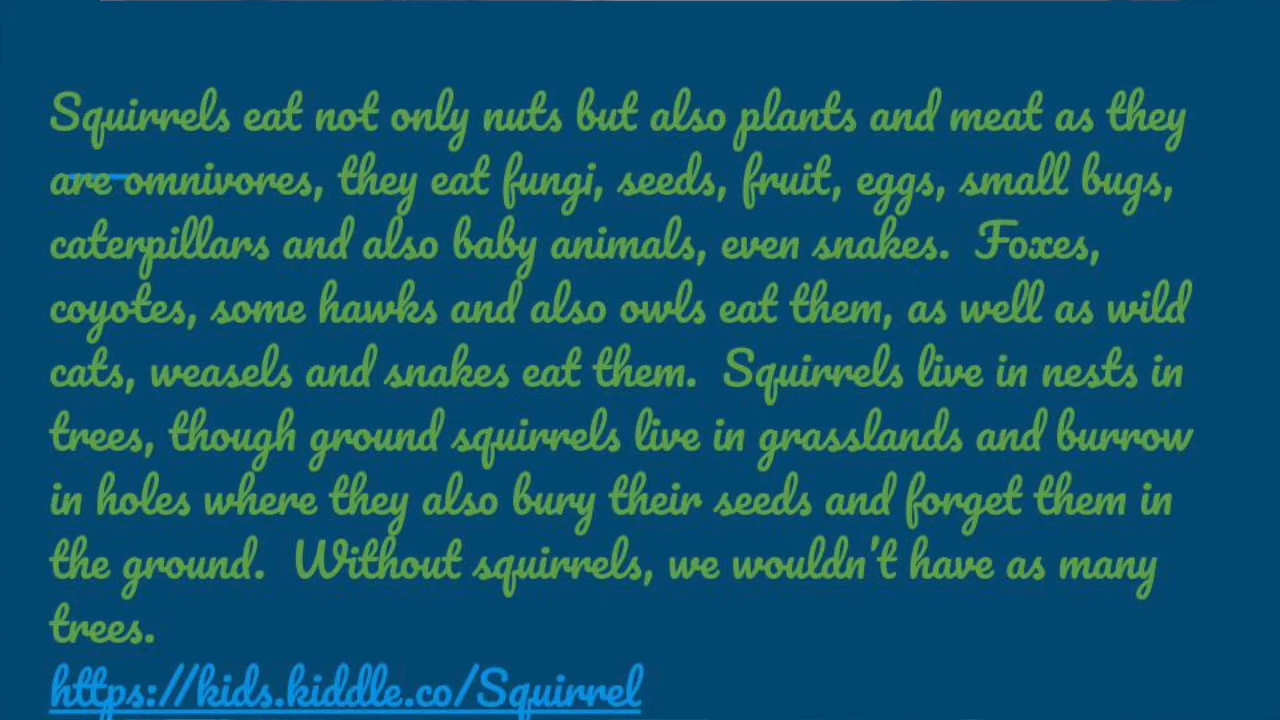 Squirrels eat not only nuts but also plants and meat as they
are omnivores, they eat fungi, seeds, fruit, eggs, small bugs,
caterpillars and also baby animals, even snakes. Foxes,
coyotes, some hawks and also owls eat them, as well as wild
cats, weasels and snakes eat them. Squirrels live in nests in
trees, though ground squirrels live in grasslands and burrow
in holes where they also bury their seeds and forget them in
the ground. Without squirrels, we wouldn't have as many
trees.
https://kids.kiddle.co/Squirrel